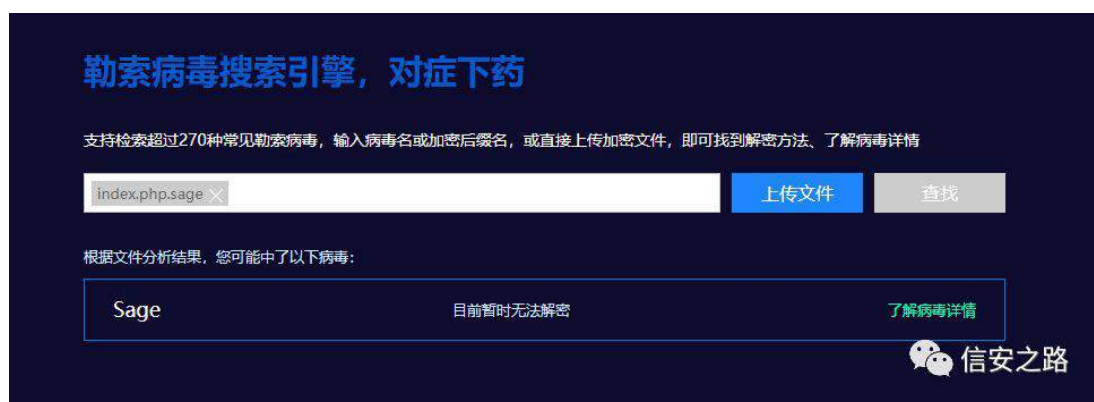 勒索病毒搜索引擎，对症下药
支持检索超过270种常见勒索病毒，输入病毒名或加密后缀名，或直接上传加密文件，即可找到解密方法、了解病毒详情
index.php.sage
上传文件
查找
根据文件分析结果，您可能中了以下病毒：
Sage
目前暂时无法解密
了解病毒详情
信安之路